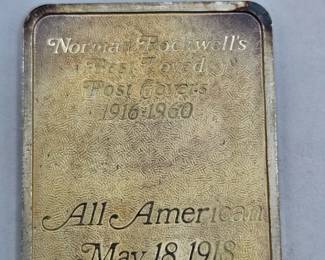 Norman Rockwell's
Best Loved
Post Covers
1916-1960
All American
May 18, 1918